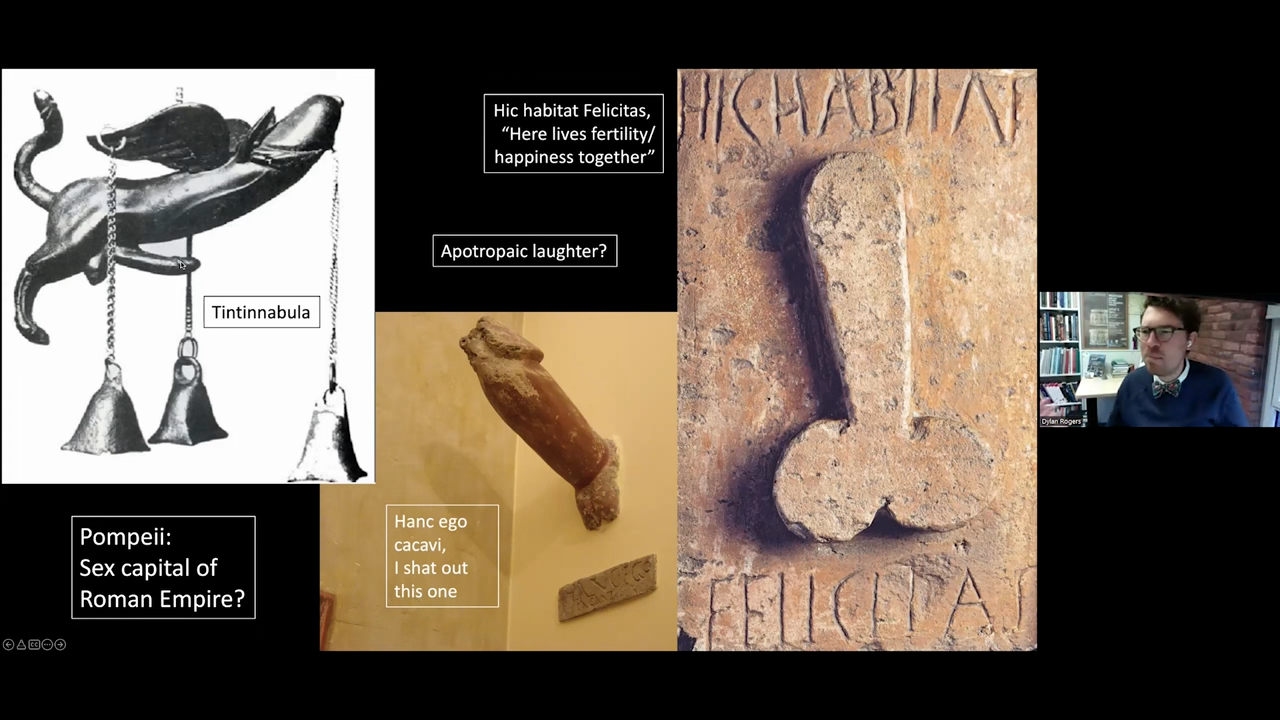 Hic habitat Felicitas,
"Here lives fertility/
happiness together"
Apotropaic laughter?
Tintinnabula
Hanc ego
cacavi,
I shat out
this one
Pompeii:
Sex capital of
Roman Empire?
HIC HABITAT
FELICITAS
Dylan Rogers